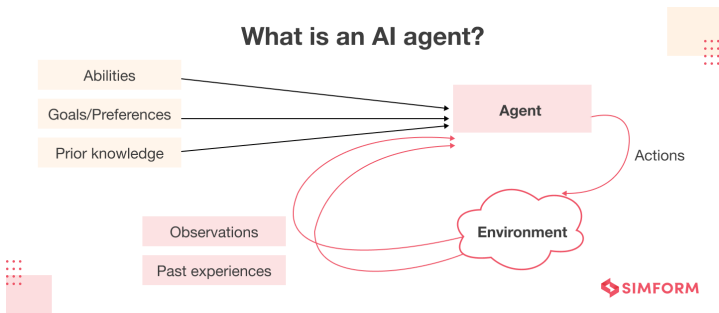 What is an AI agent?
Abilities
Goals/Preferences
Prior knowledge
Agent
Actions
Observations
Past experiences
Environment
SIMFORM